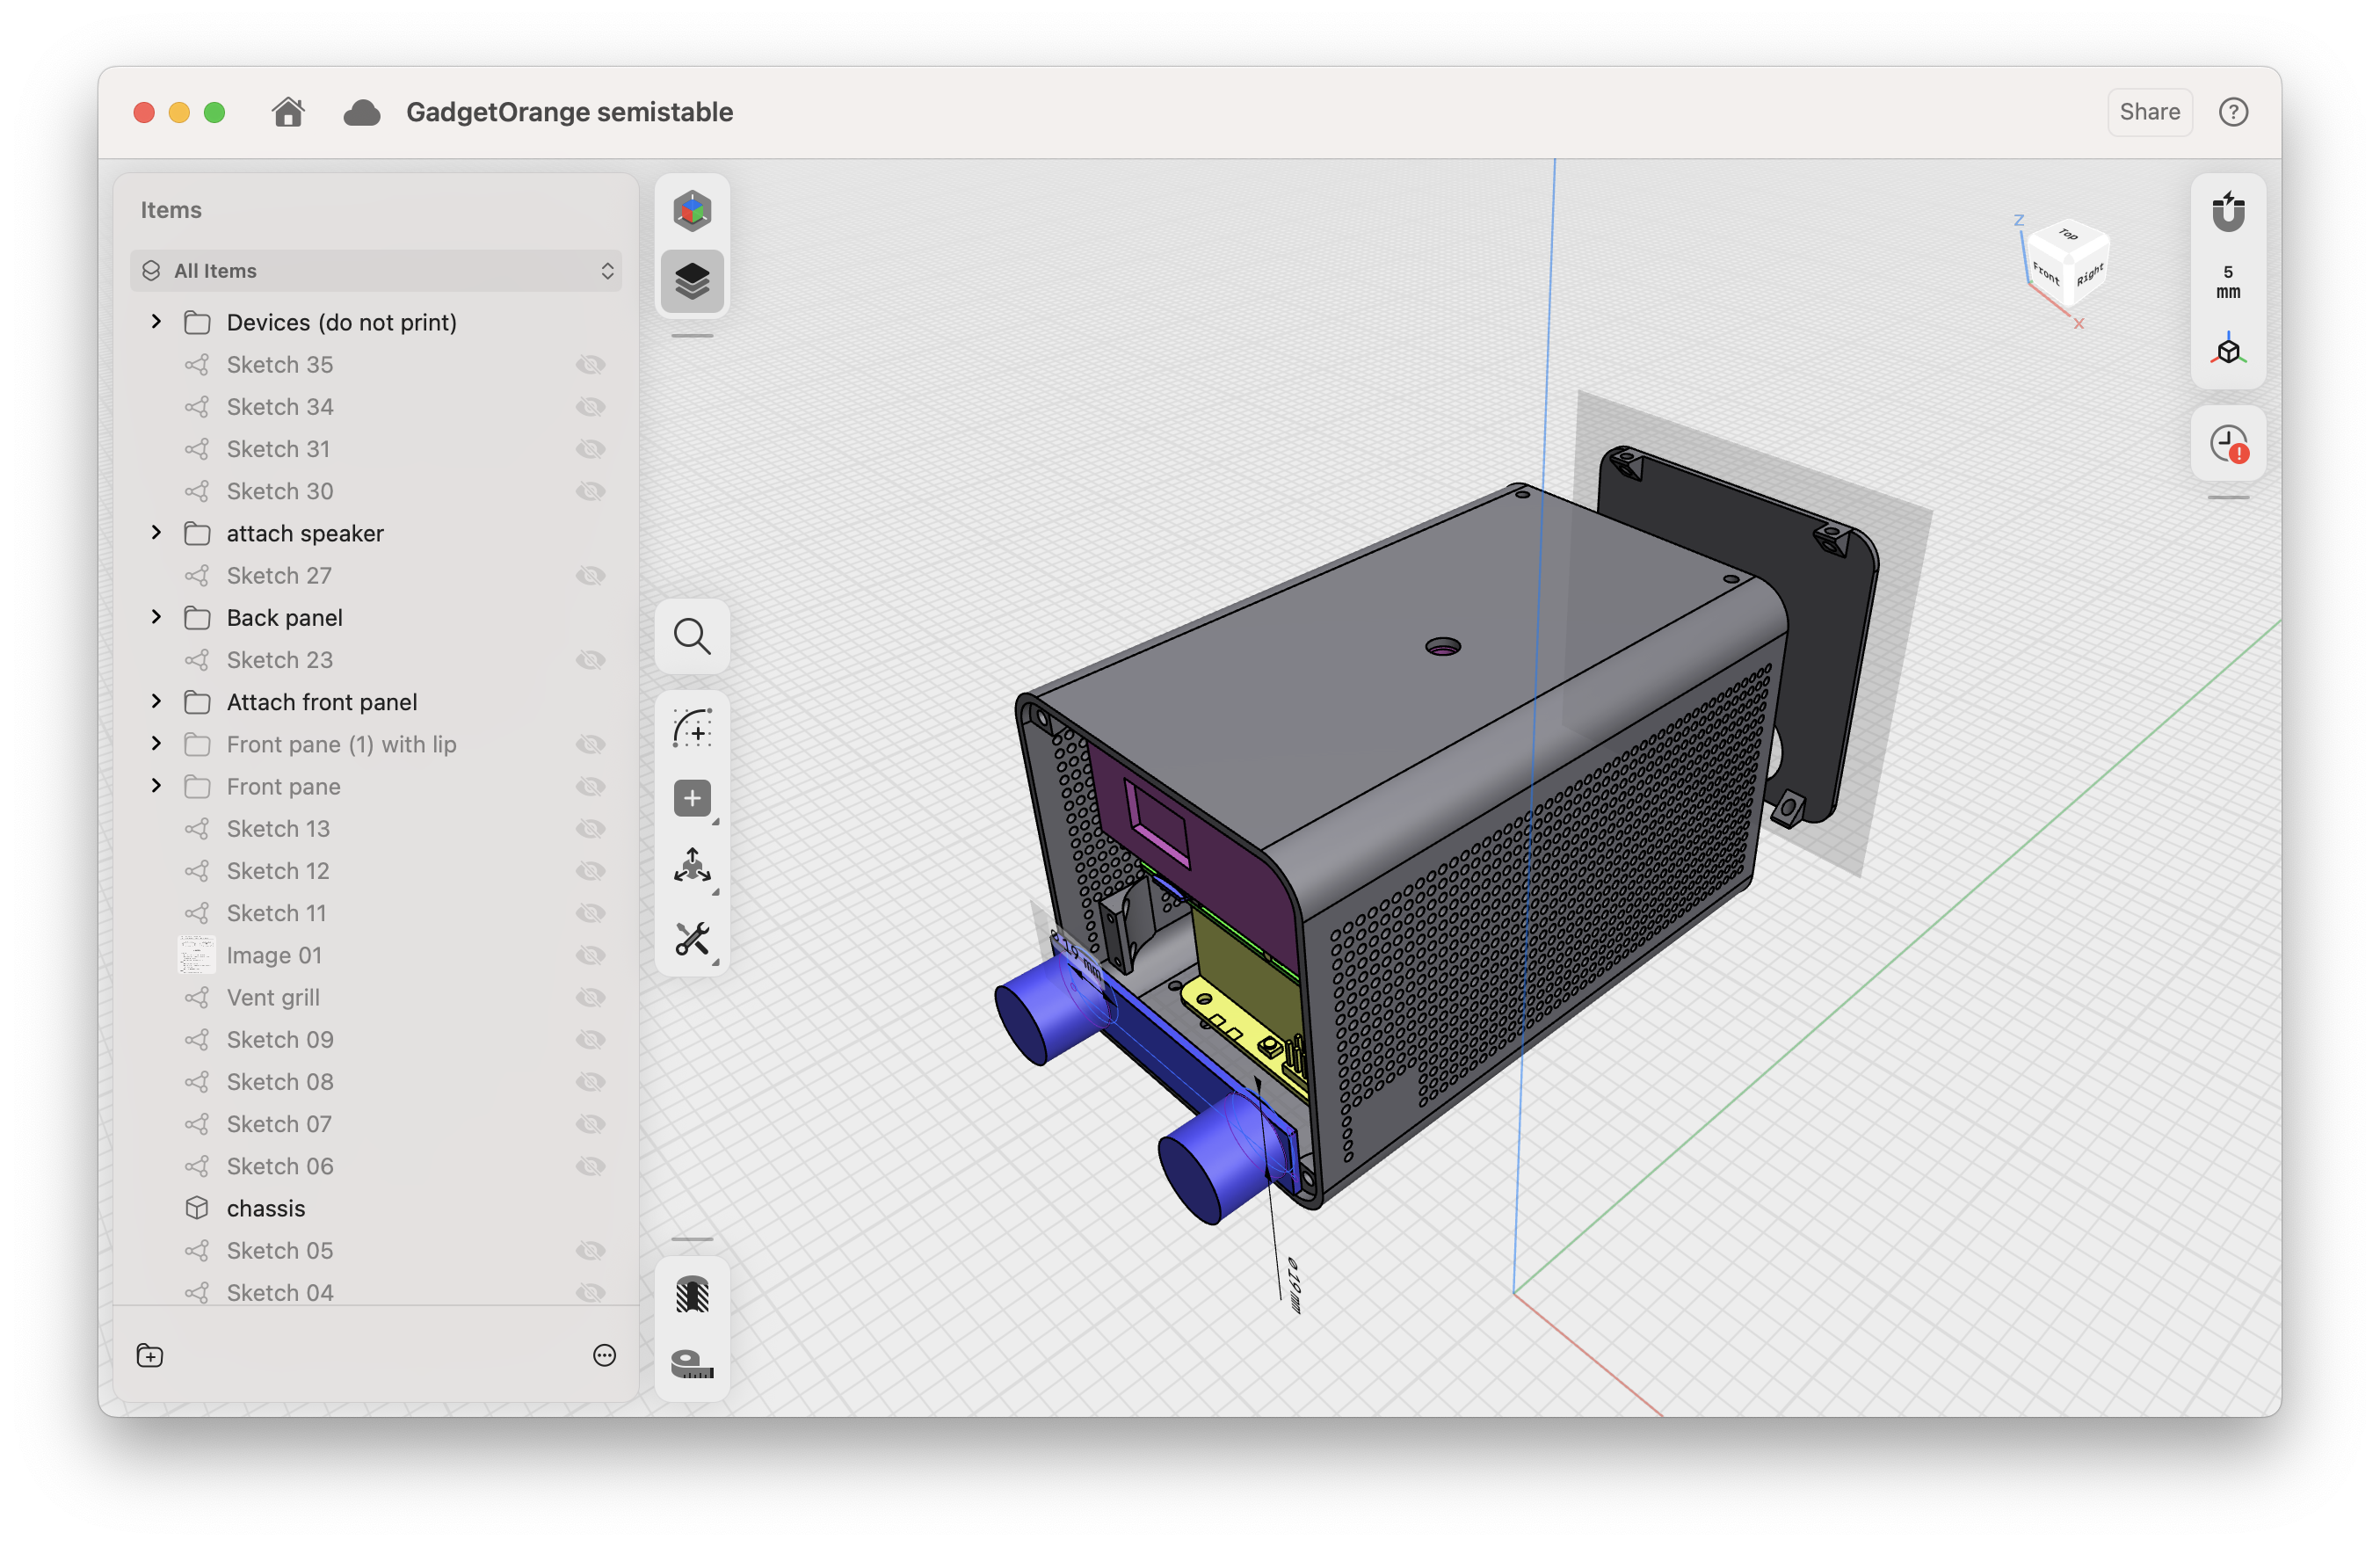 GadgetOrange semistable
Share
?
Items
All Items
Devices (do not print)
Sketch 35
Sketch 34
Sketch 31
Sketch 30
attach speaker
Sketch 27
Back panel
Sketch 23
Attach front panel
Front pane (1) with lip
Front pane
Sketch 13
Sketch 12
Sketch 11
Image 01
Vent grill
Sketch 09
Sketch 08
Sketch 07
Sketch 06
chassis
Sketch 05
Sketch 04
Z
Top
Front
Right
X
5
mm
!
19 mm
⌀19 mm